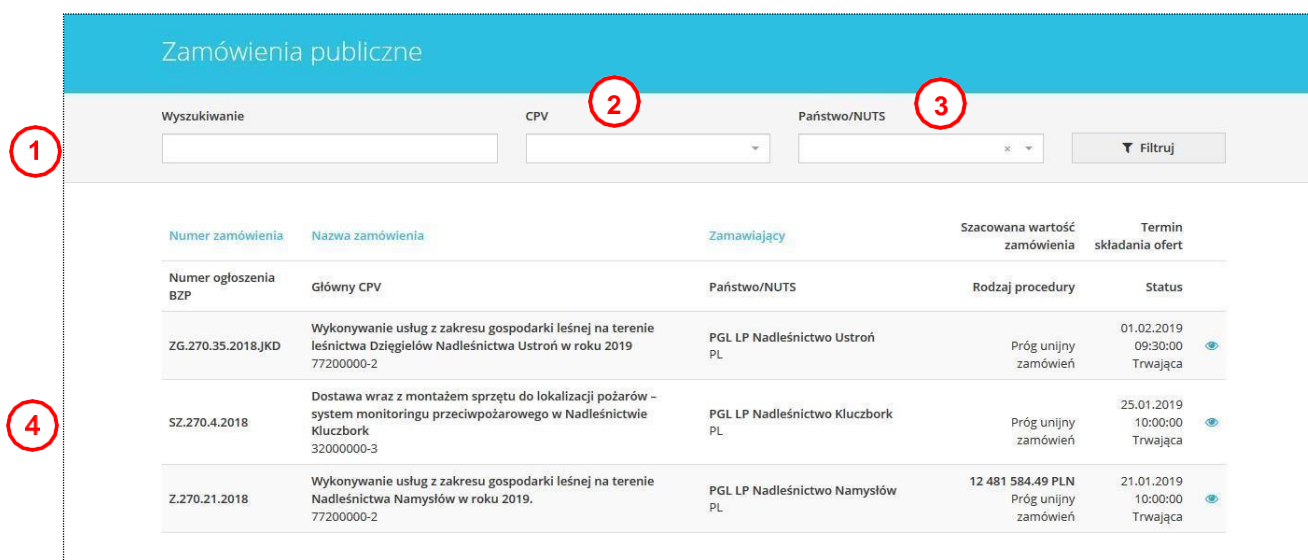 Zamówienia publiczne
2
3
Wyszukiwanie CPV Państwo/NUTS
1
× Filtruj
Numer zamówienia Nazwa zamówienia Zamawiający Szacowana wartość zamówienia Termin składania ofert
Numer ogłoszenia BZP Główny CPV Państwo/NUTS Rodzaj procedury Status
ZG.270.35.2018.JKD
Wykonywanie usług z zakresu gospodarki leśnej na terenie
leśnictwa Dzięgielów Nadleśnictwa Ustroń w roku 2019
77200000-2
PGL LP Nadleśnictwo Ustroń
PL
Próg unijny
zamówień
01.02.2019
09:30:00
Trwająca
4
SZ.270.4.2018
Dostawa wraz z montażem sprzętu do lokalizacji pożarów –
system monitoringu przeciwpożarowego w Nadleśnictwie
Kluczbork
32000000-3
PGL LP Nadleśnictwo Kluczbork
PL
Próg unijny
zamówień
25.01.2019
10:00:00
Trwająca
Z.270.21.2018
Wykonywanie usług z zakresu gospodarki leśnej na terenie
Nadleśnictwa Namysłów w roku 2019.
77200000-2
PGL LP Nadleśnictwo Namysłów
PL
12 481 584.49 PLN
Próg unijny
zamówień
21.01.2019
10:00:00
Trwająca